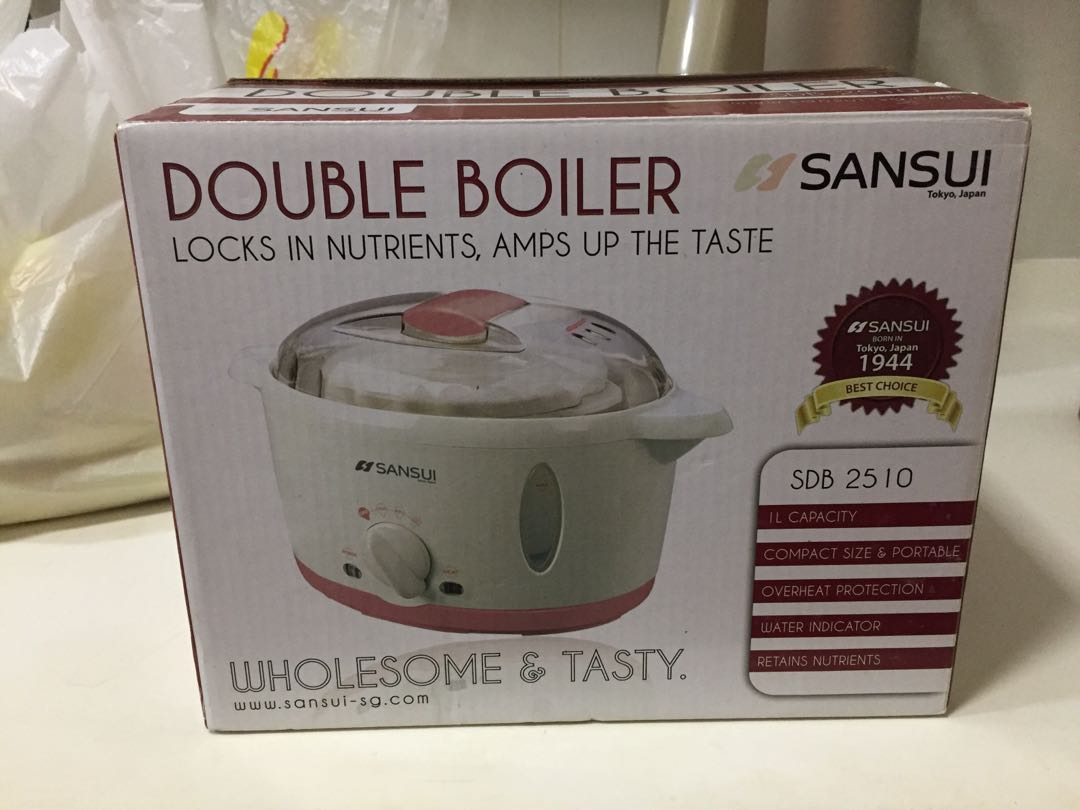 DOUBLE BOILER
SANSUI
DOUBLE BOILER
LOCKS IN NUTRIENTS, AMPS UP THE TASTE
SANSUI
Tokyo, Japan
SANSUI
BORN IN
Tokyo, Japan
1944
BEST CHOICE
SANSUI
SDB 2510
1L CAPACITY
COMPACT SIZE & PORTABLE
OVERHEAT PROTECTION
WATER INDICATOR
RETAINS NUTRIENTS
WHOLESOME & TASTY.
www.sansui-sg.com